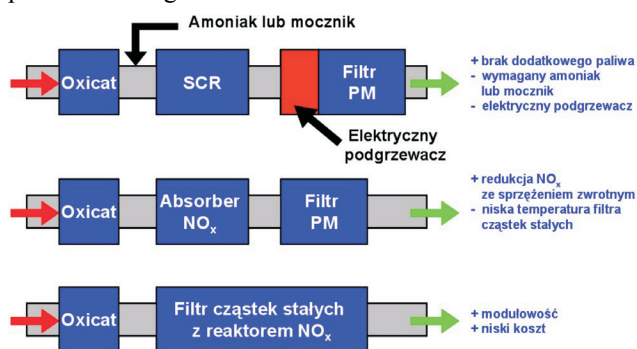 Amoniak lub mocznik
Oxicat
SCR
Filtr
PM
+ brak dodatkowego paliwa
- wymagany amoniak
lub mocznik
- elektryczny podgrzewacz
Elektryczny
podgrzewacz
Oxicat
Absorber
NOx
Filtr
PM
+ redukcja NOx
ze sprzężeniem zwrotnym
- niska temperatura filtra
cząstek stałych
Oxicat
Filtr cząstek stałych
z reaktorem NOx
+ modulowość
+ niski koszt